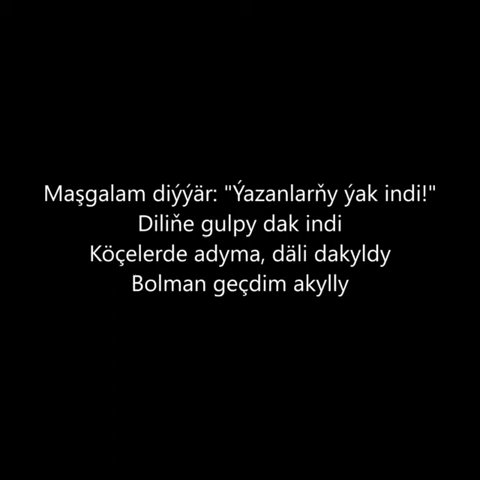 Maşgalam diýýär: "Ýazanlarňy ýak indi!"
Diliňe gulpy dak indi
Köçelerde adyma, däli dakyldy
Bolman geçdim akylly